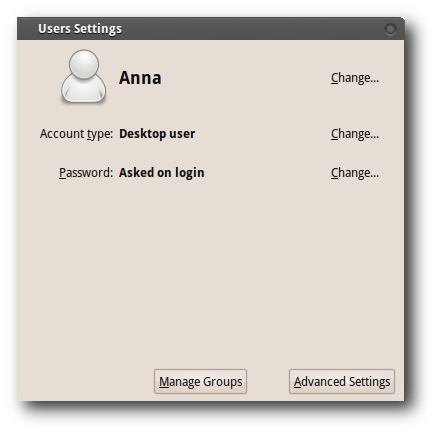 Users Settings
Anna Change...
Account type: Desktop user Change...
Password: Asked on login Change...
Manage Groups Advanced Settings